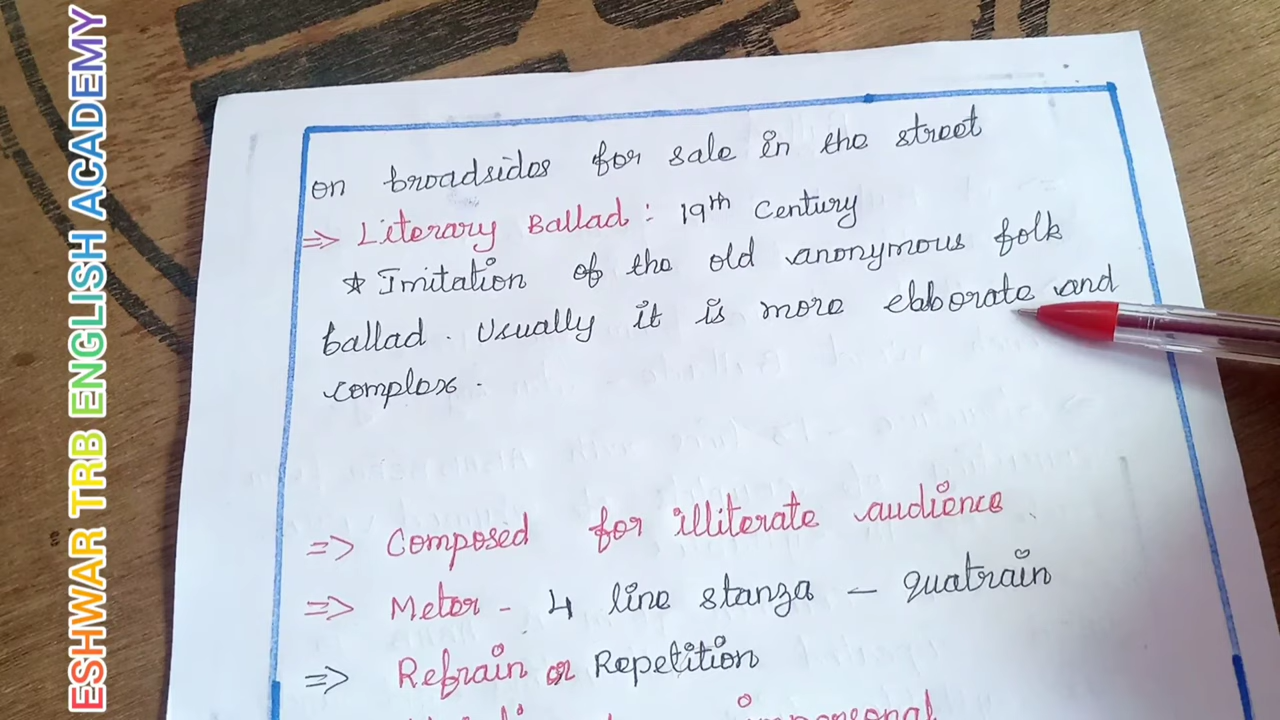 ESHWAR TRB ENGLISH ACADEMY
on broadsides for sale in the street
⇒ Literary Ballad : 19th Century
* Imitation of the old anonymous folk
ballad. Usually it is more elaborate and
complex.
⇒ Composed for illiterate audience
⇒ Meter - 4 line stanza — quatrain
⇒ Refrain or Repetition
impersonal